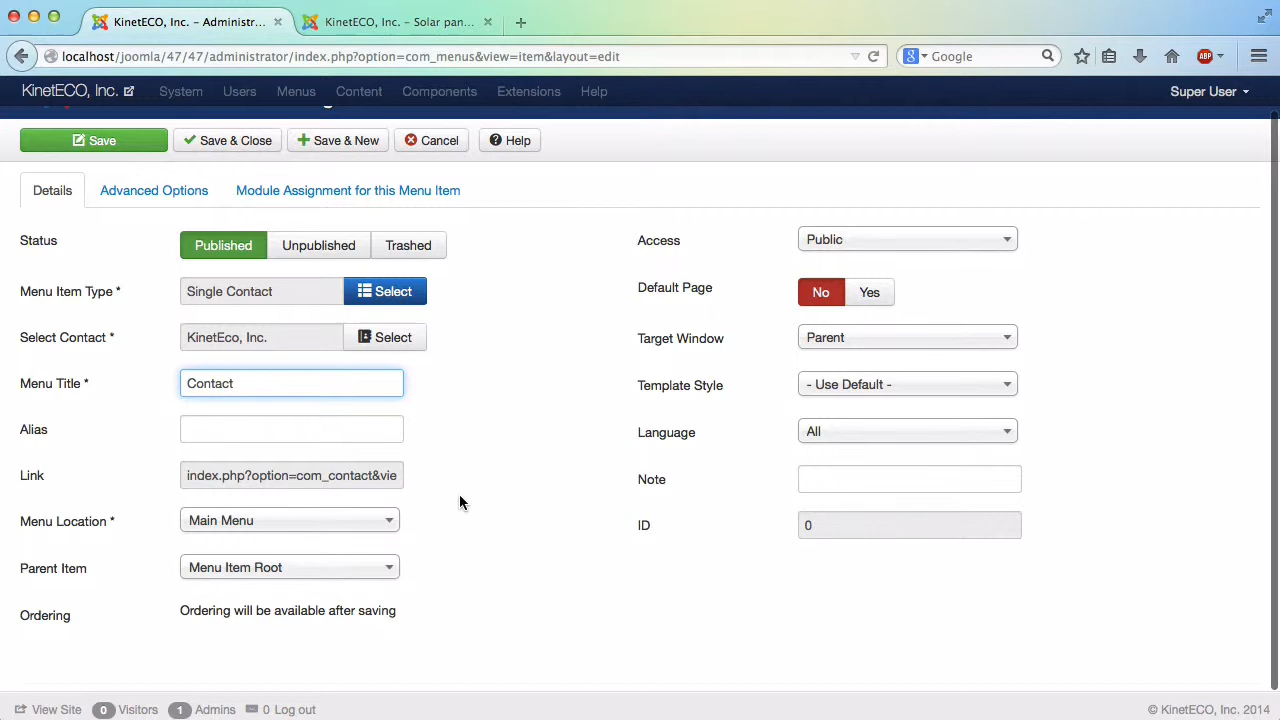 KinetECO, Inc. – Administr... ×
KinetECO, Inc. – Solar pan... ×
localhost/joomla/47/47/administrator/index.php?option=com_menus&view=item&layout=edit
Google
ABP
KinetECO, Inc. System Users Menus Content Components Extensions Help Super User
Save Save & Close Save & New Cancel Help
Details Advanced Options Module Assignment for this Menu Item
Status Published Unpublished Trashed
Menu Item Type * Single Contact Select
Select Contact * KinetEco, Inc. Select
Menu Title * Contact
Alias
Link index.php?option=com_contact&vie
Menu Location * Main Menu
Parent Item Menu Item Root
Ordering Ordering will be available after saving
Access Public
Default Page No Yes
Target Window Parent
Template Style - Use Default -
Language All
Note
ID 0
View Site 0 Visitors 1 Admins 0 Log out © KinetECO, Inc. 2014